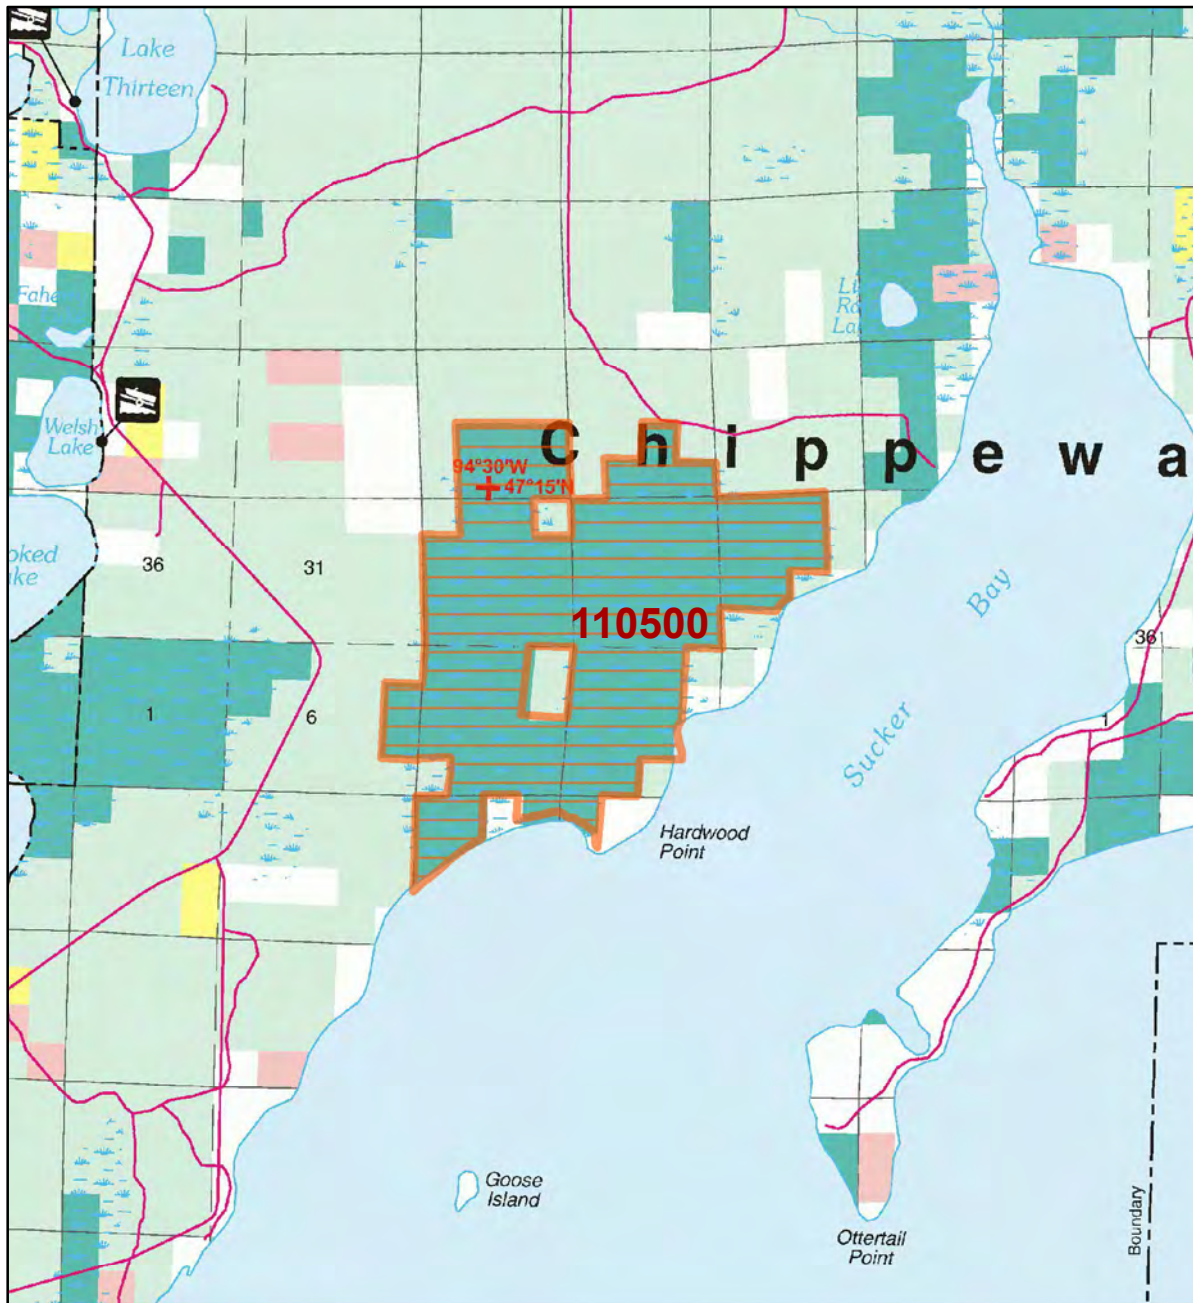 Lake
Thirteen
Welsh
Lake
C h i p p e w a
94°30'W
47°15'N
36
31
110500
Bay
36
1
6
1
Sucker
Hardwood
Point
Goose
Island
Ottertail
Point
Boundary